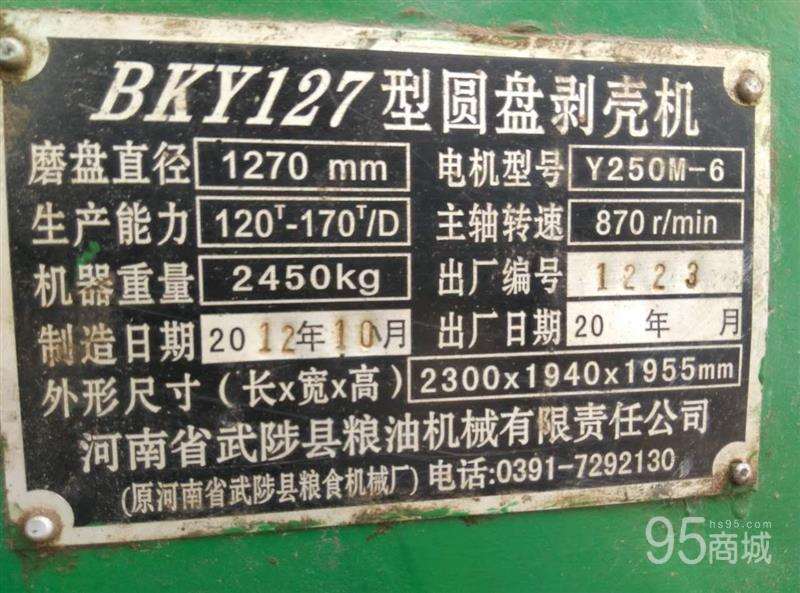 BKY127型圆盘剥壳机
磨盘直径 1270 mm 电机型号 Y250M-6
生产能力 120T-170T/D 主轴转速 870 r/min
机器重量 2450kg 出厂编号 1223
制造日期 2012年10月 出厂日期 20 年 月
外形尺寸（长x宽x高） 2300x1940x1955mm
河南省武陟县粮油机械有限责任公司
(原河南省武陟县粮食机械厂) 电话:0391-7292130
hs95.com
95商城